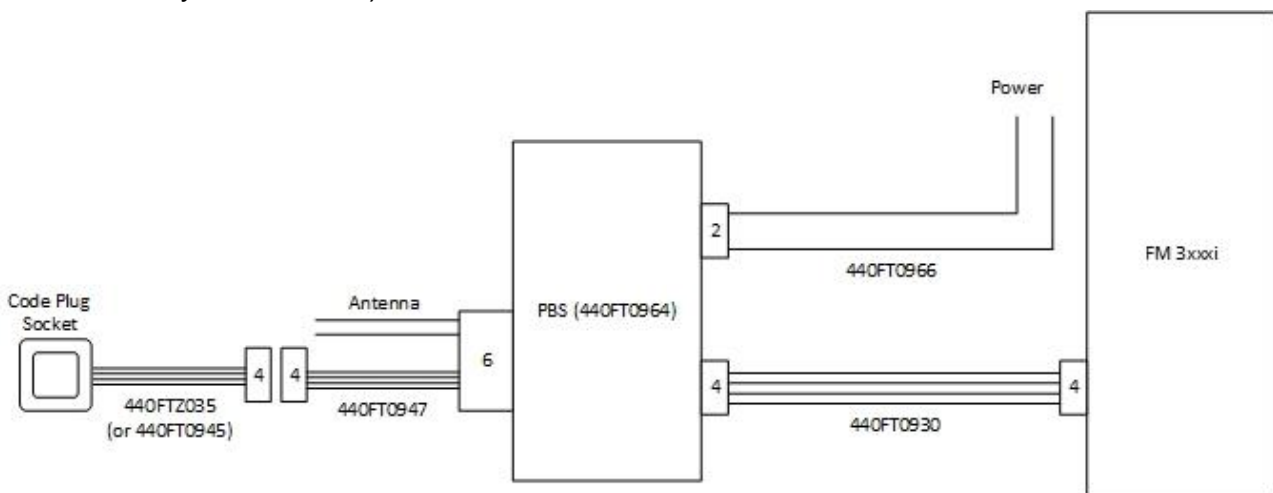 Power
2
FM 3xxxi
440FT0966
PBS (440FT0964)
Code Plug
Socket
Antenna
6
4
4
4
4
440FTZ035
(or 440FT0945)
440FT0947
440FT0930